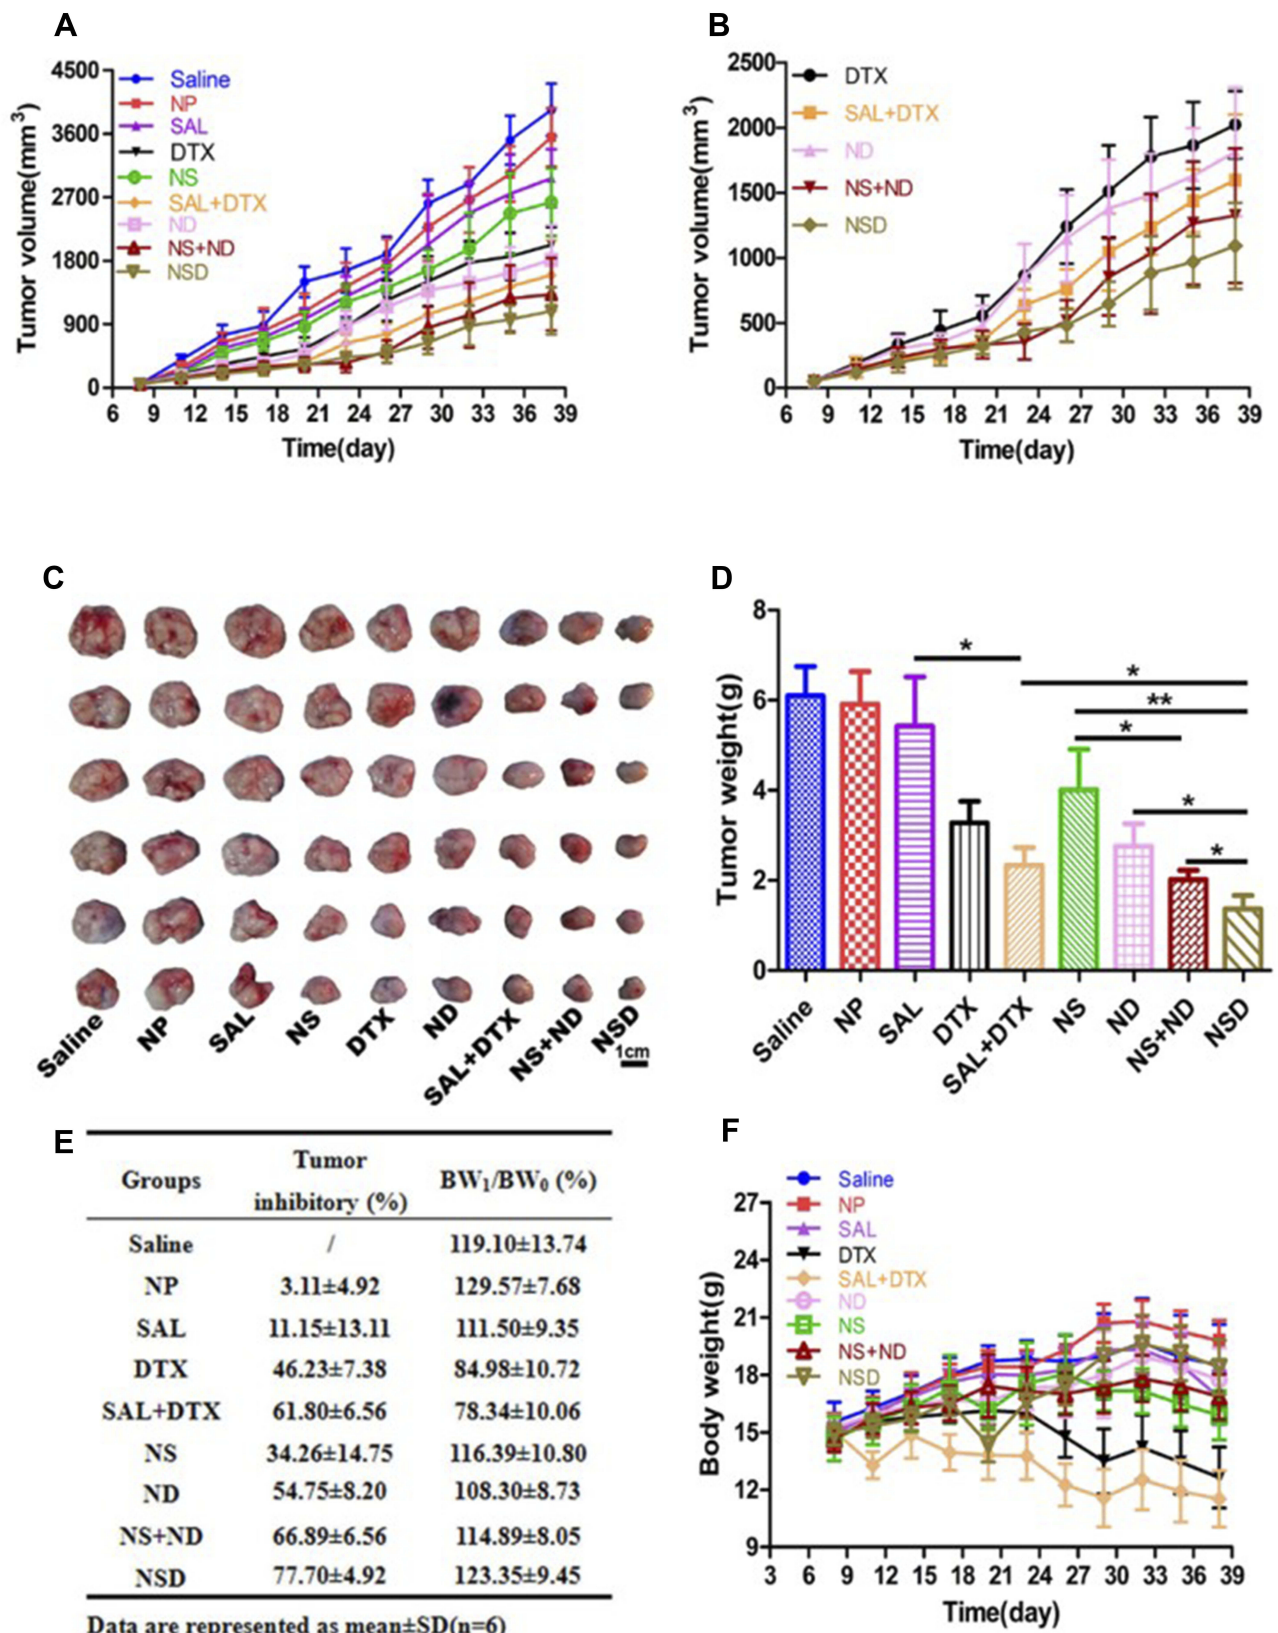 A
Tumor volume(mm3)
4500
3600
2700
1800
900
0
Saline
NP
SAL
DTX
NS
SAL+DTX
ND
NS+ND
NSD
6 9 12 15 18 21 24 27 30 33 36 39
Time(day)
B
Tumor volume(mm3)
2500
2000
1500
1000
500
0
DTX
SAL+DTX
ND
NS+ND
NSD
6 9 12 15 18 21 24 27 30 33 36 39
Time(day)
C
Saline NP SAL NS DTX ND SAL+DTX NS+ND NSD
1cm
D
Tumor weight(g)
8
6
4
2
0
*
*
**
*
*
*
Saline NP SAL DTX SAL+DTX NS ND NS+ND NSD
E
Groups Tumor inhibitory (%) BW1/BW0 (%)
Saline / 119.10±13.74
NP 3.11±4.92 129.57±7.68
SAL 11.15±13.11 111.50±9.35
DTX 46.23±7.38 84.98±10.72
SAL+DTX 61.80±6.56 78.34±10.06
NS 34.26±14.75 116.39±10.80
ND 54.75±8.20 108.30±8.73
NS+ND 66.89±6.56 114.89±8.05
NSD 77.70±4.92 123.35±9.45
Data are represented as mean±SD(n=6)
F
Body weight(g)
27
24
21
18
15
12
9
Saline
NP
SAL
DTX
SAL+DTX
ND
NS
NS+ND
NSD
3 6 9 12 15 18 21 24 27 30 33 36 39
Time(day)